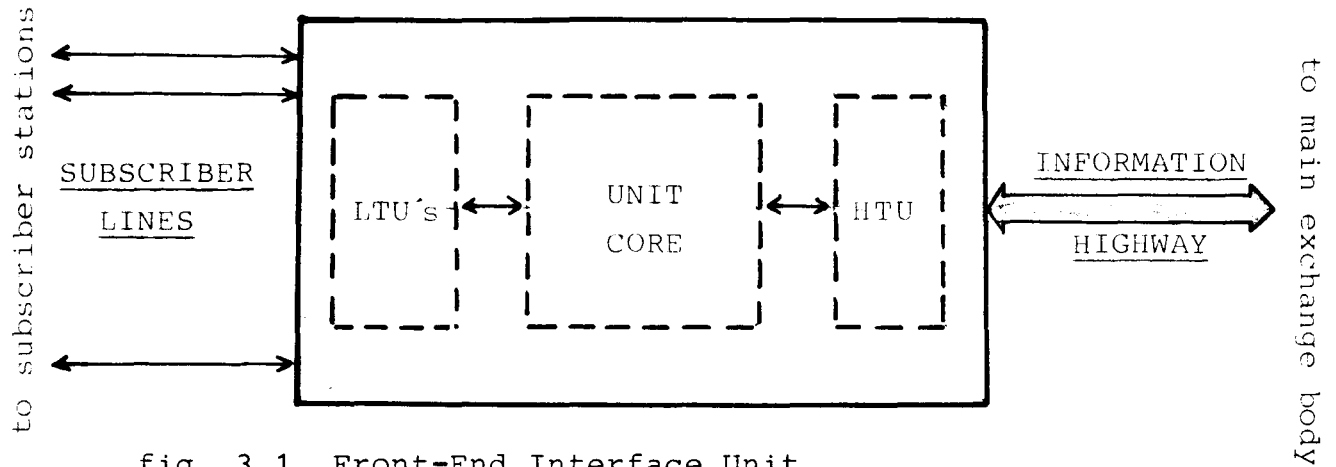 to subscriber stations
SUBSCRIBER
LINES
LTU's
UNIT
CORE
HTU
INFORMATION
HIGHWAY
to main exchange body
fig. 3.1 Front-End Interface Unit